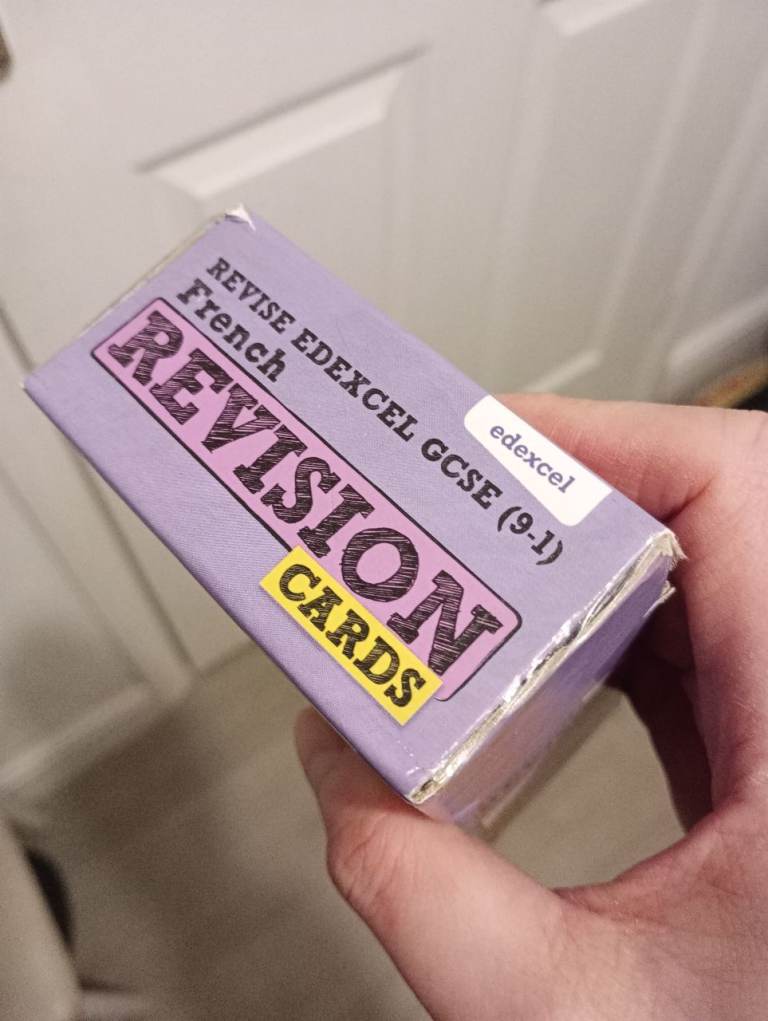 REVISE EDEXCEL GCSE (9-1)
French
edexcel
REVISION
CARDS